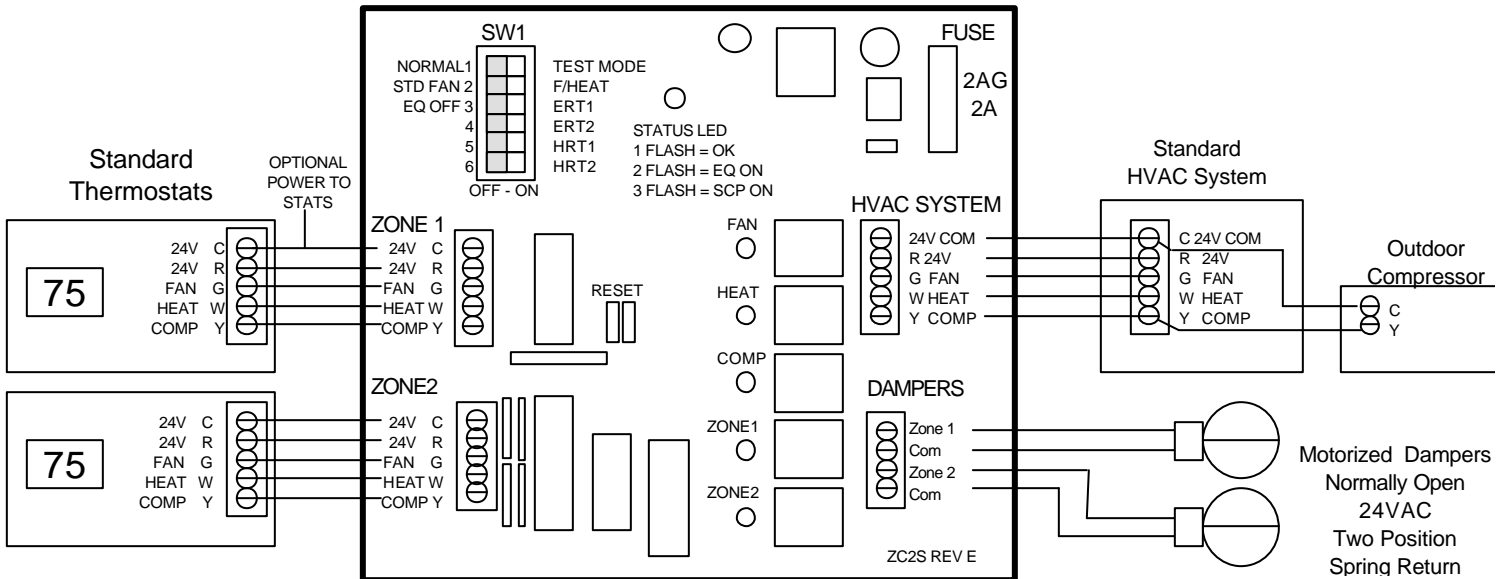 SW1
NORMAL1 TEST MODE
STD FAN 2 F/HEAT
EQ OFF 3 ERT1
4 ERT2
5 HRT1
6 HRT2
OFF - ON
STATUS LED
1 FLASH = OK
2 FLASH = EQ ON
3 FLASH = SCP ON
FUSE
2AG
2A
Standard
Thermostats
OPTIONAL
POWER TO
STATS
75
24V C
24V R
FAN G
HEAT W
COMP Y
ZONE 1
24V C
24V R
FAN G
HEAT W
COMP Y
RESET
75
24V C
24V R
FAN G
HEAT W
COMP Y
ZONE2
24V C
24V R
FAN G
HEAT W
COMP Y
FAN
HEAT
COMP
ZONE1
ZONE2
HVAC SYSTEM
24V COM
R 24V
G FAN
W HEAT
Y COMP
DAMPERS
Zone 1
Com
Zone 2
Com
ZC2S REV E
Standard
HVAC System
C 24V COM
R 24V
G FAN
W HEAT
Y COMP
Outdoor
Compressor
C
Y
Motorized Dampers
Normally Open
24VAC
Two Position
Spring Return